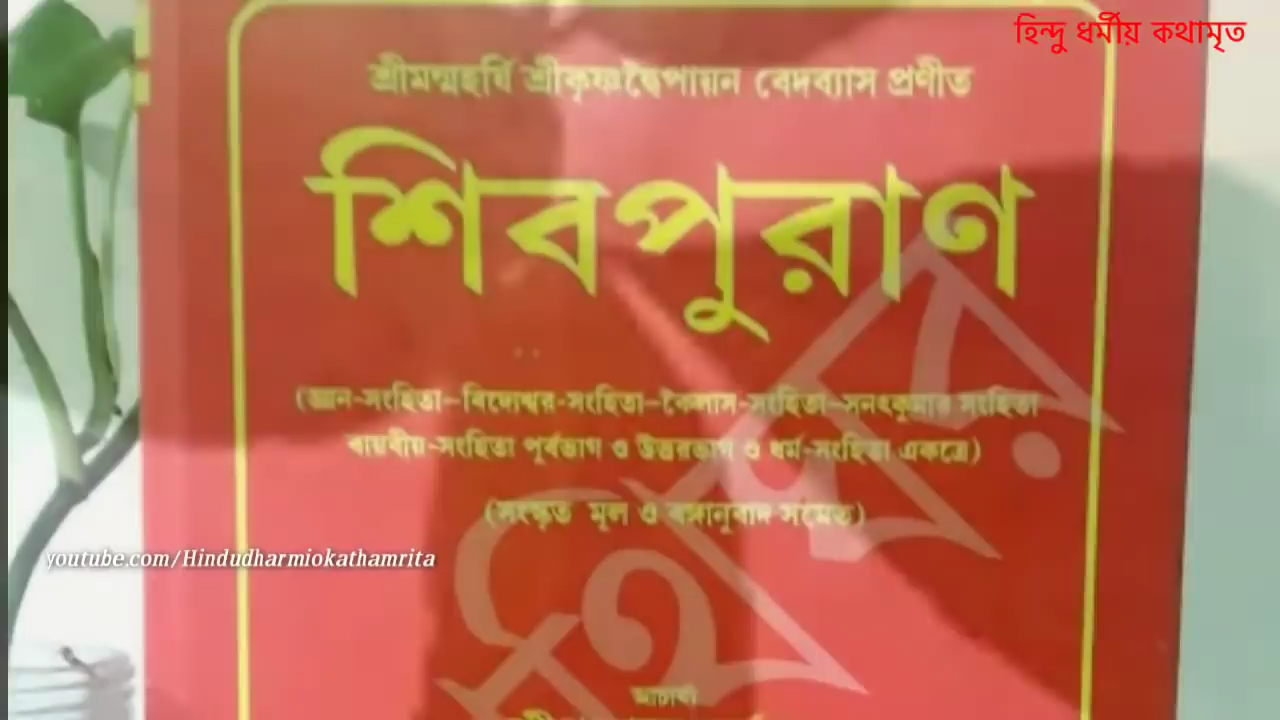 হিন্দু ধর্মীয় কথামৃত
শ্রীমন্মহর্ষি শ্রীকৃষ্ণদ্বৈপায়ন বেদব্যাস প্রণীত
শিবপুরাণ
(জ্ঞান-সংহিতা–বিদ্যেশ্বর-সংহিতা–কৈলাস-সংহিতা–সনৎকুমার সংহিতা
বায়বীয়-সংহিতা পূর্বভাগ ও উত্তরভাগ ও ধর্ম-সংহিতা একত্রে)
(সংস্কৃত মূল ও বঙ্গানুবাদ সমেত)
youtube.com/Hindudharmiokathamrita
আচার্য